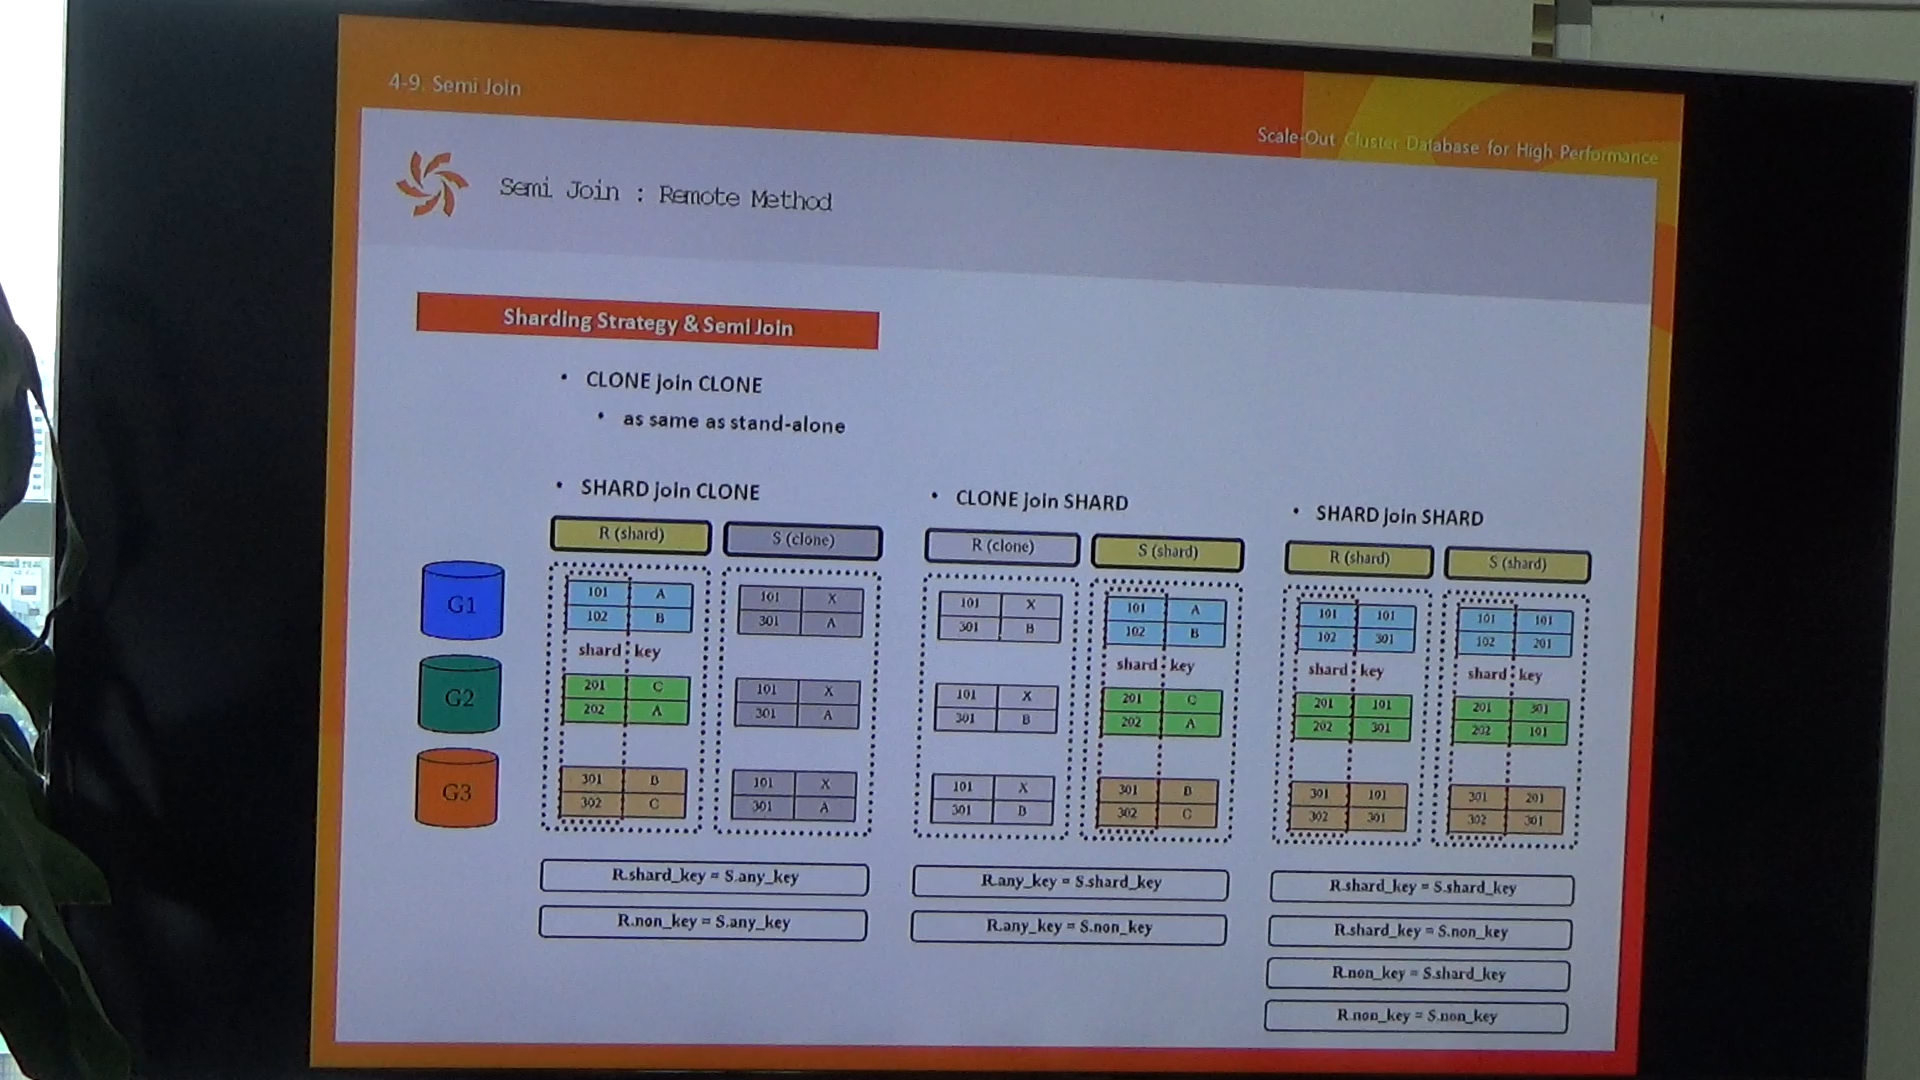 4-9. Semi Join
Scale-Out Cluster Database for High Performance
Semi Join : Remote Method
Sharding Strategy & Semi Join
• CLONE join CLONE
• as same as stand-alone
• SHARD join CLONE
R (shard)
S (clone)
G1
101 A
102 B
101 X
301 A
shard key
G2
201 C
202 A
101 X
301 A
G3
301 B
302 C
101 X
301 A
R.shard_key = S.any_key
R.non_key = S.any_key
• CLONE join SHARD
R (clone)
S (shard)
101 X
301 B
101 A
102 B
shard key
101 X
301 B
201 C
202 A
101 X
301 B
301 B
302 C
R.any_key = S.shard_key
R.any_key = S.non_key
• SHARD join SHARD
R (shard)
S (shard)
101 101
102 301
101 101
102 201
shard key
shard key
201 101
202 301
201 301
202 101
301 101
302 301
301 201
302 301
R.shard_key = S.shard_key
R.shard_key = S.non_key
R.non_key = S.shard_key
R.non_key = S.non_key